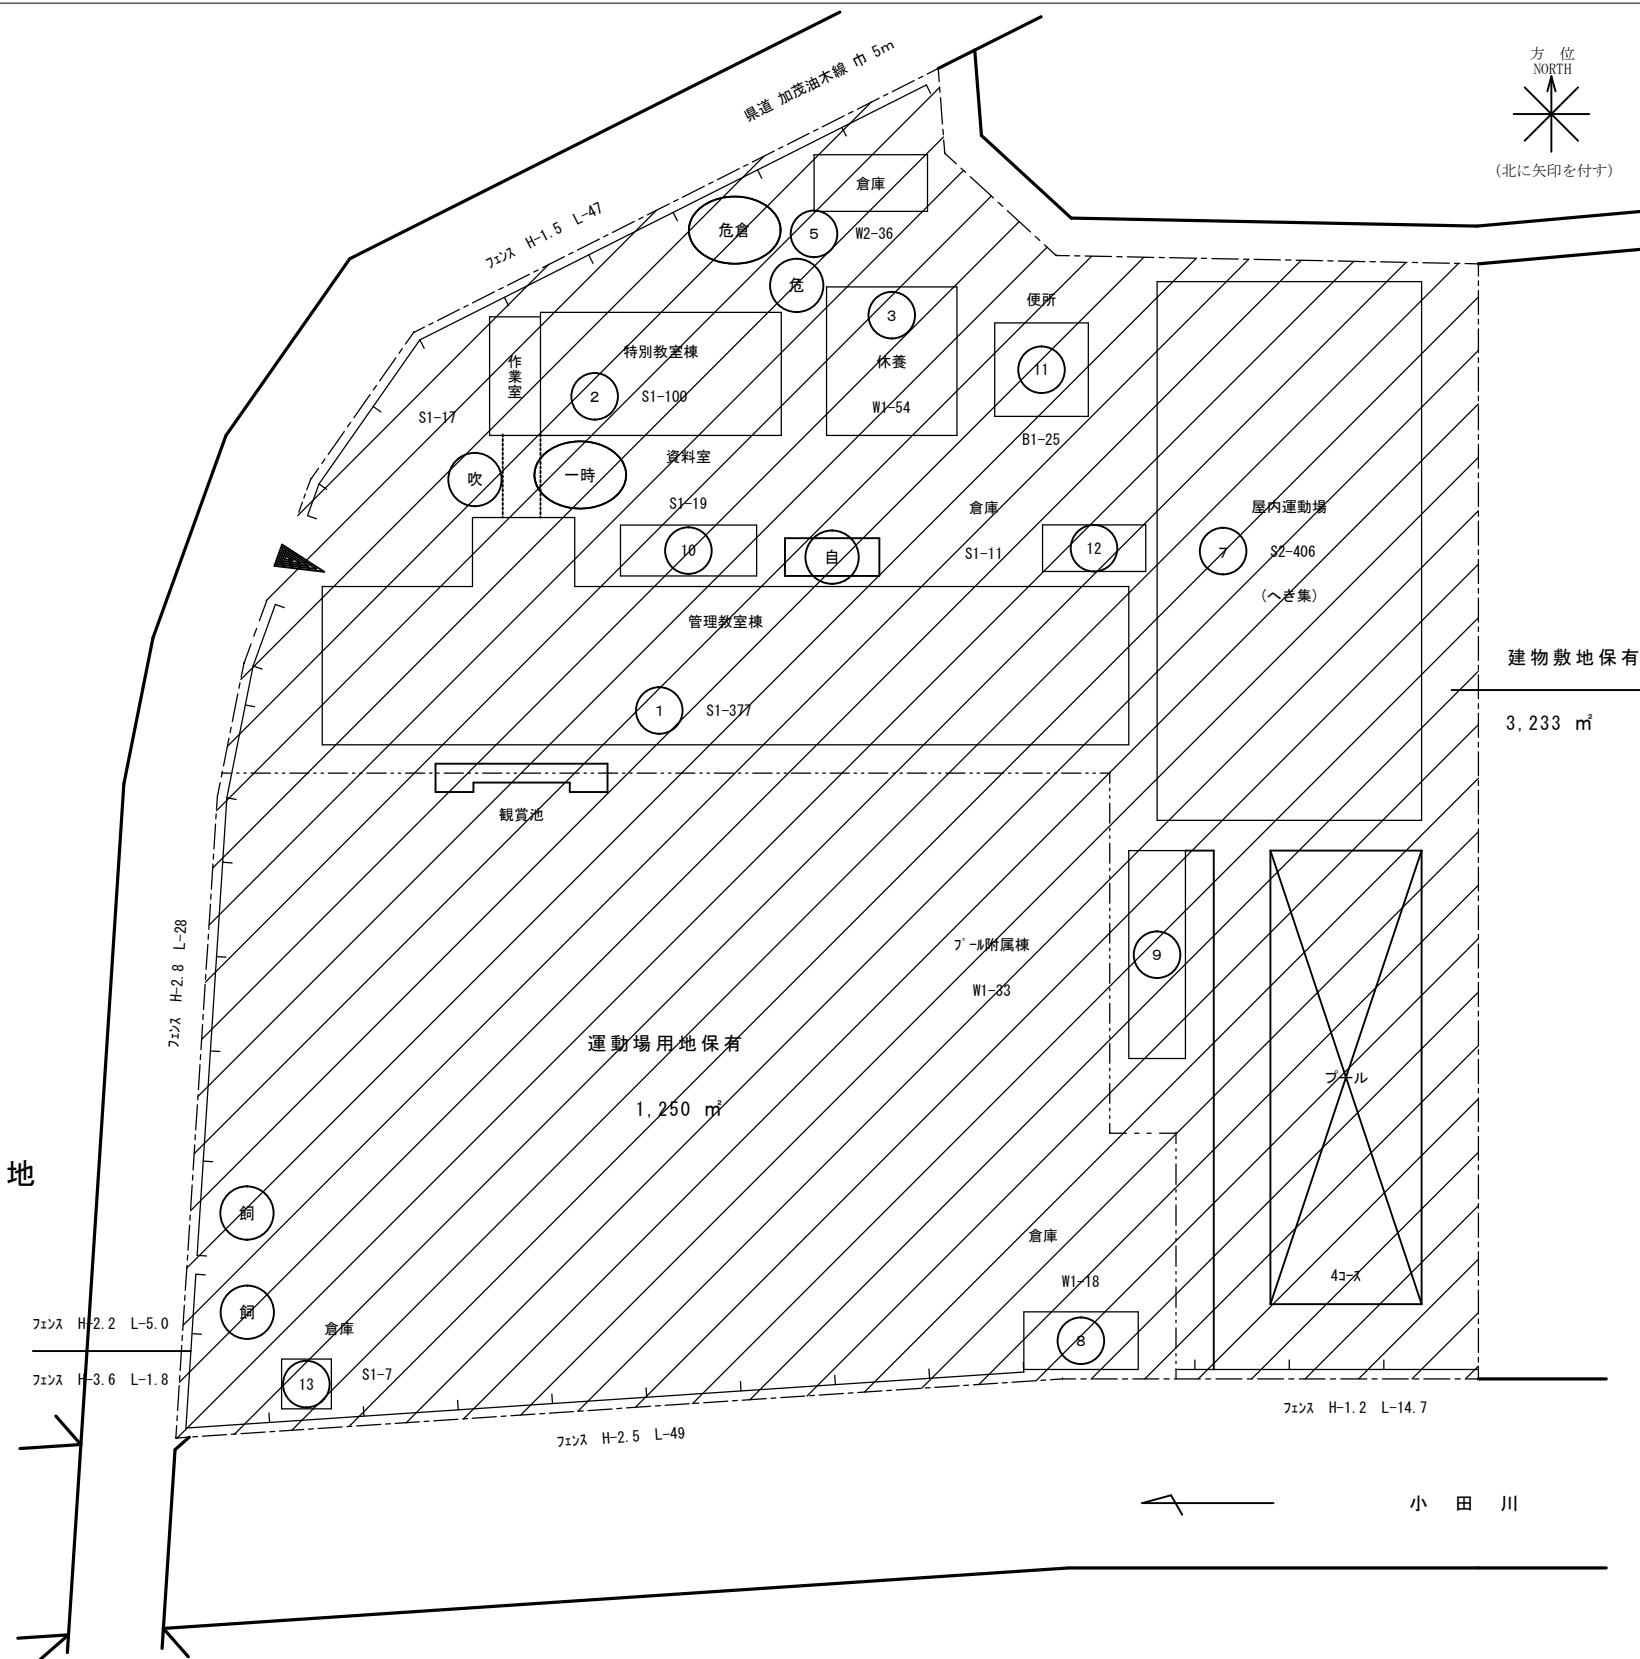 方 位
NORTH
(北に矢印を付す)
県道 加茂油木線 巾 5m
フェンス H-1.5 L-47
倉庫
危倉
5
W2-36
危
3
休養
W1-54
便所
11
B1-25
作業室
特別教室棟
2
S1-100
S1-17
資料室
S1-19
吹
一時
10
自
倉庫
S1-11
12
屋内運動場
7
S2-406
(へき集)
管理教室棟
1
S1-377
建物敷地保有
3,233 ㎡
観賞池
フェンス H-2.8 L-28
プール附属棟
W1-33
9
運動場用地保有
1,250 ㎡
プール
4コース
地
飼
飼
倉庫
W1-18
8
フェンス H-2.2 L-5.0
フェンス H-3.6 L-1.8
倉庫
13
S1-7
フェンス H-2.5 L-49
フェンス H-1.2 L-14.7
小 田 川